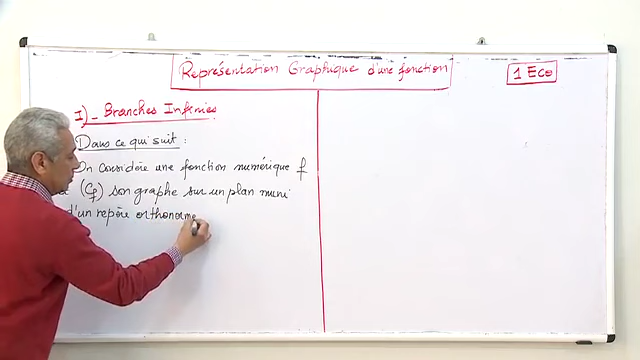 Représentation Graphique d'une fonction
1 Eco
I)_ Branches Infinies
Dans ce qui suit :
On considère une fonction numérique f
(Cf) son graphe sur un plan muni
d'un repère orthonormé